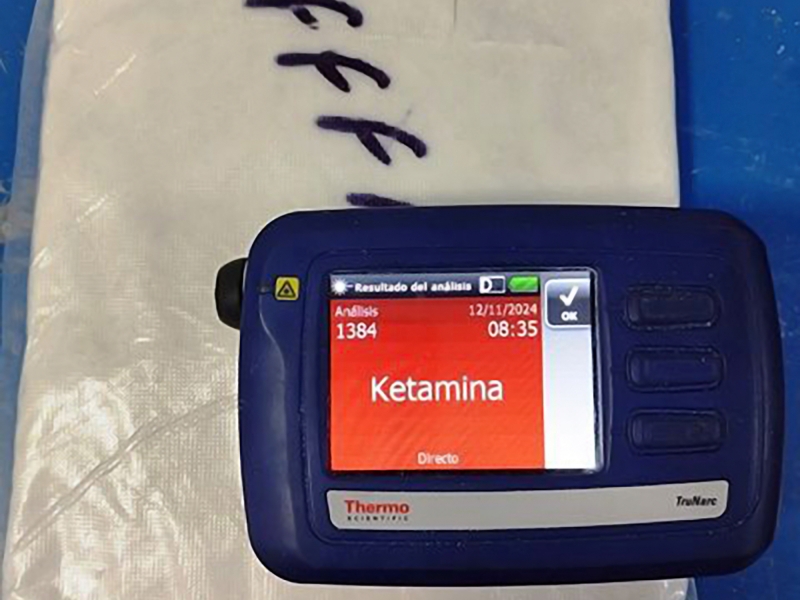 Resultado del análisis D
Análisis 12/11/2024
1384 08:35
OK
Ketamina
Directo
Thermo
SCIENTIFIC
TruNarc